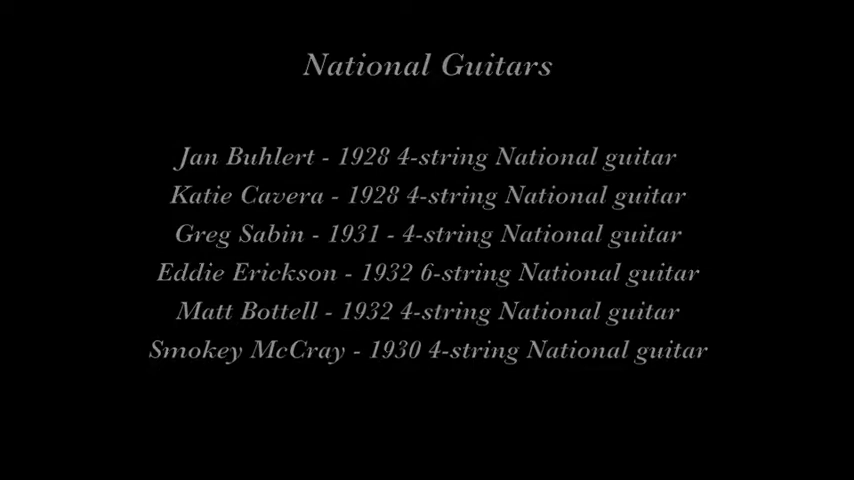 National Guitars
Jan Buhlert - 1928 4-string National guitar
Katie Cavera - 1928 4-string National guitar
Greg Sabin - 1931 - 4-string National guitar
Eddie Erickson - 1932 6-string National guitar
Matt Bottell - 1932 4-string National guitar
Smokey McCray - 1930 4-string National guitar